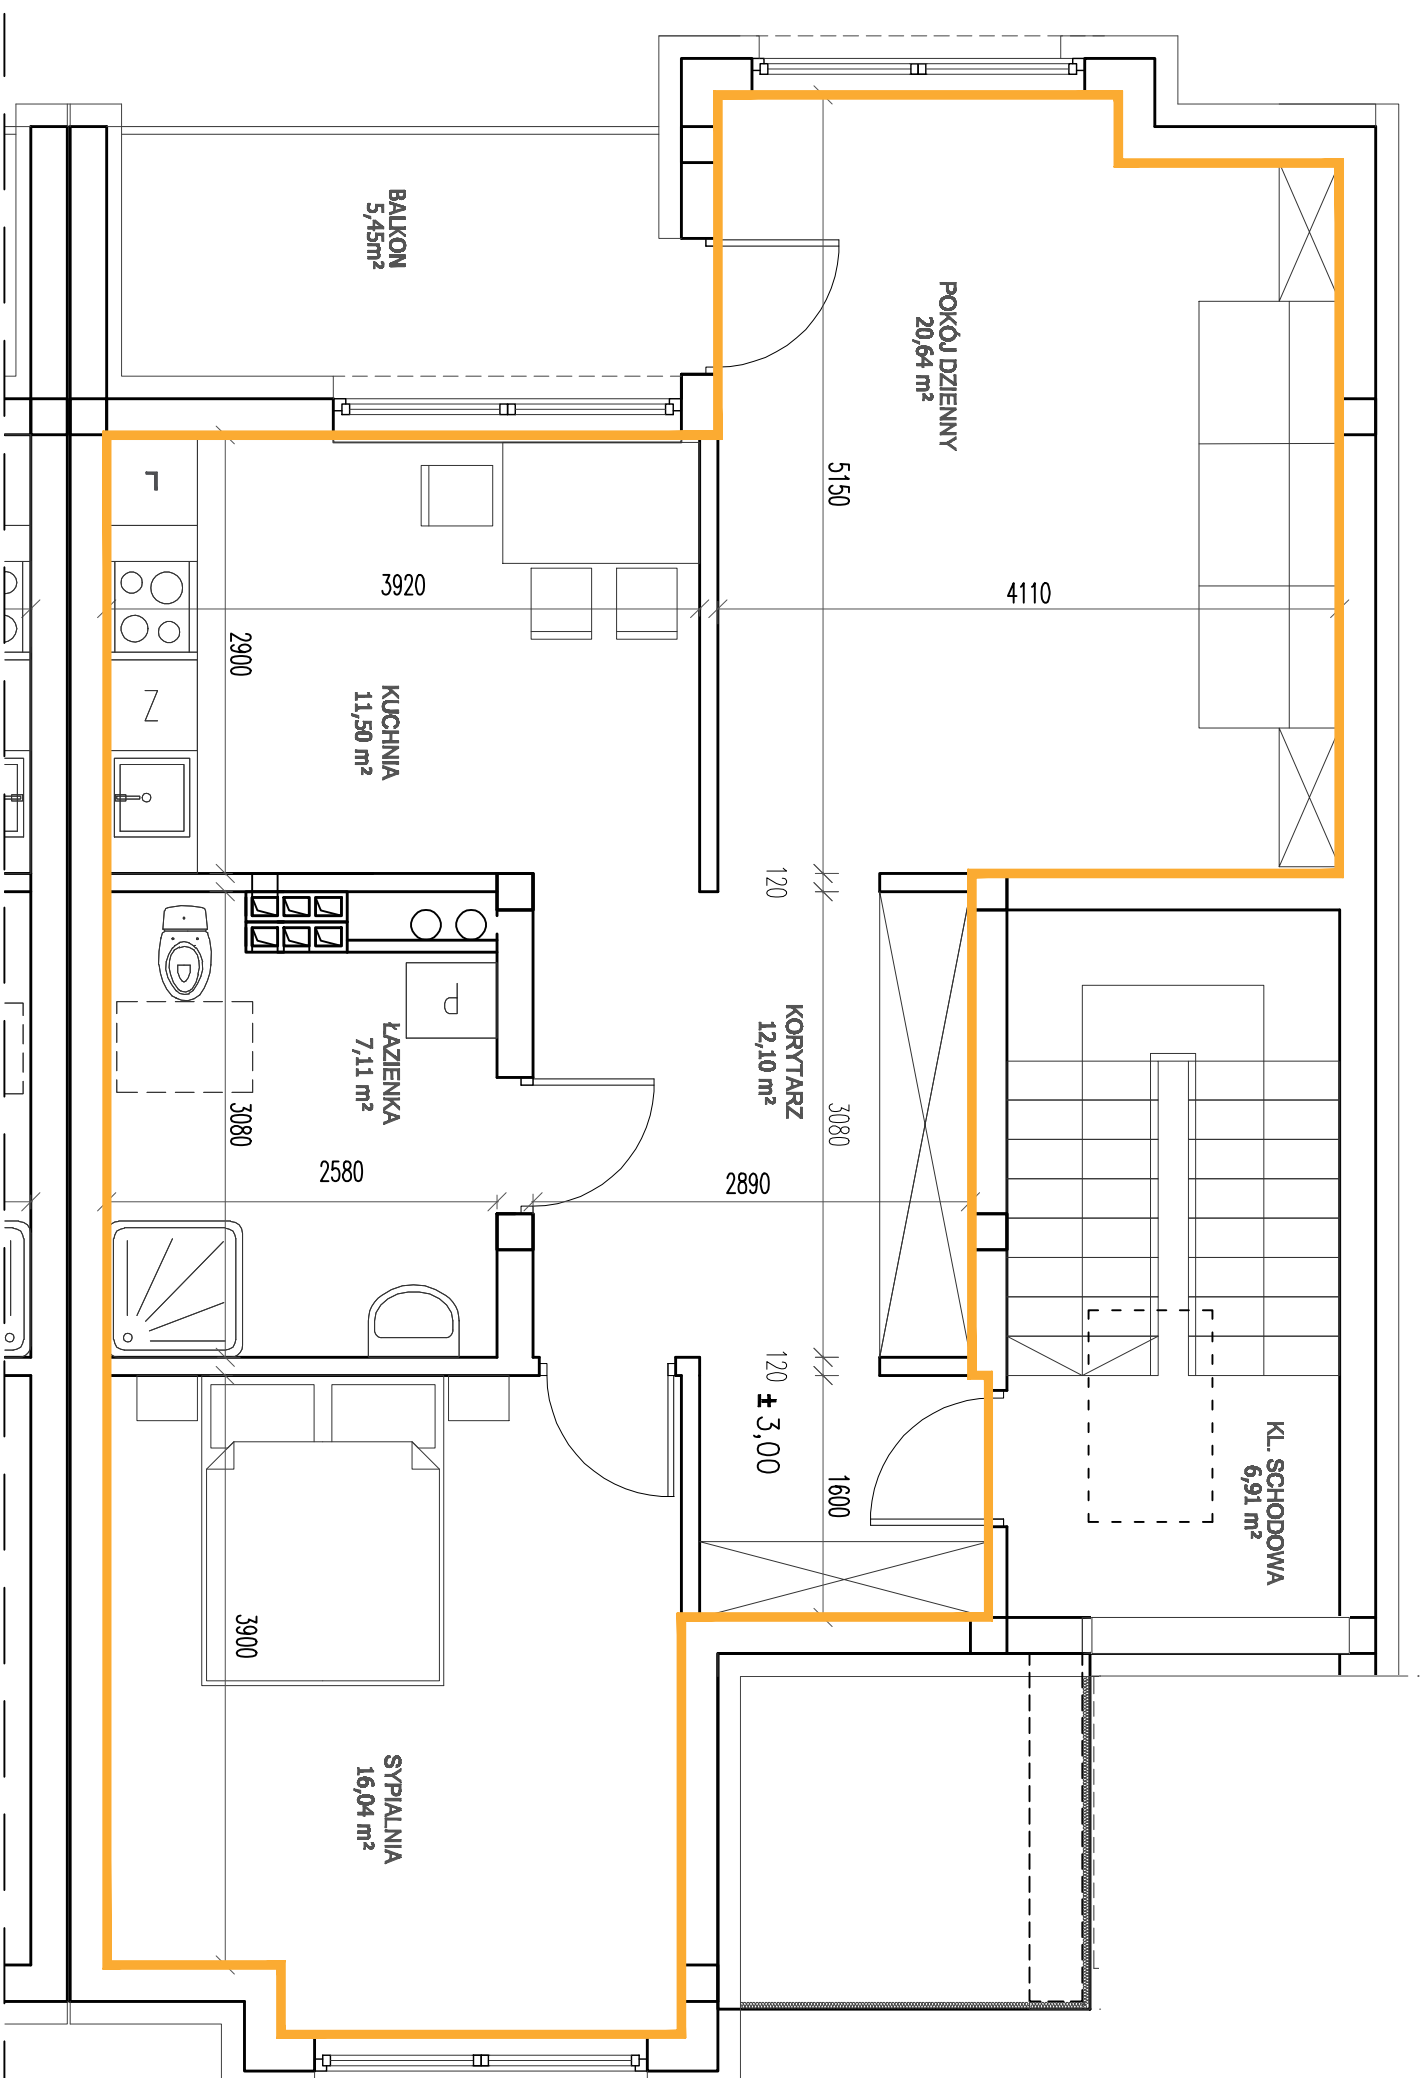 BALKON
5,45m²
POKÓJ DZIENNY
20,64 m²
5150
4110
3920
2900
L
Z
KUCHNIA
11,50 m²
120
KORYTARZ
12,10 m²
3080
ŁAZIENKA
7,11 m²
P
3080
2580
2890
120
± 3,00
1600
KL. SCHODOWA
6,91 m²
3900
SYPIALNIA
16,04 m²